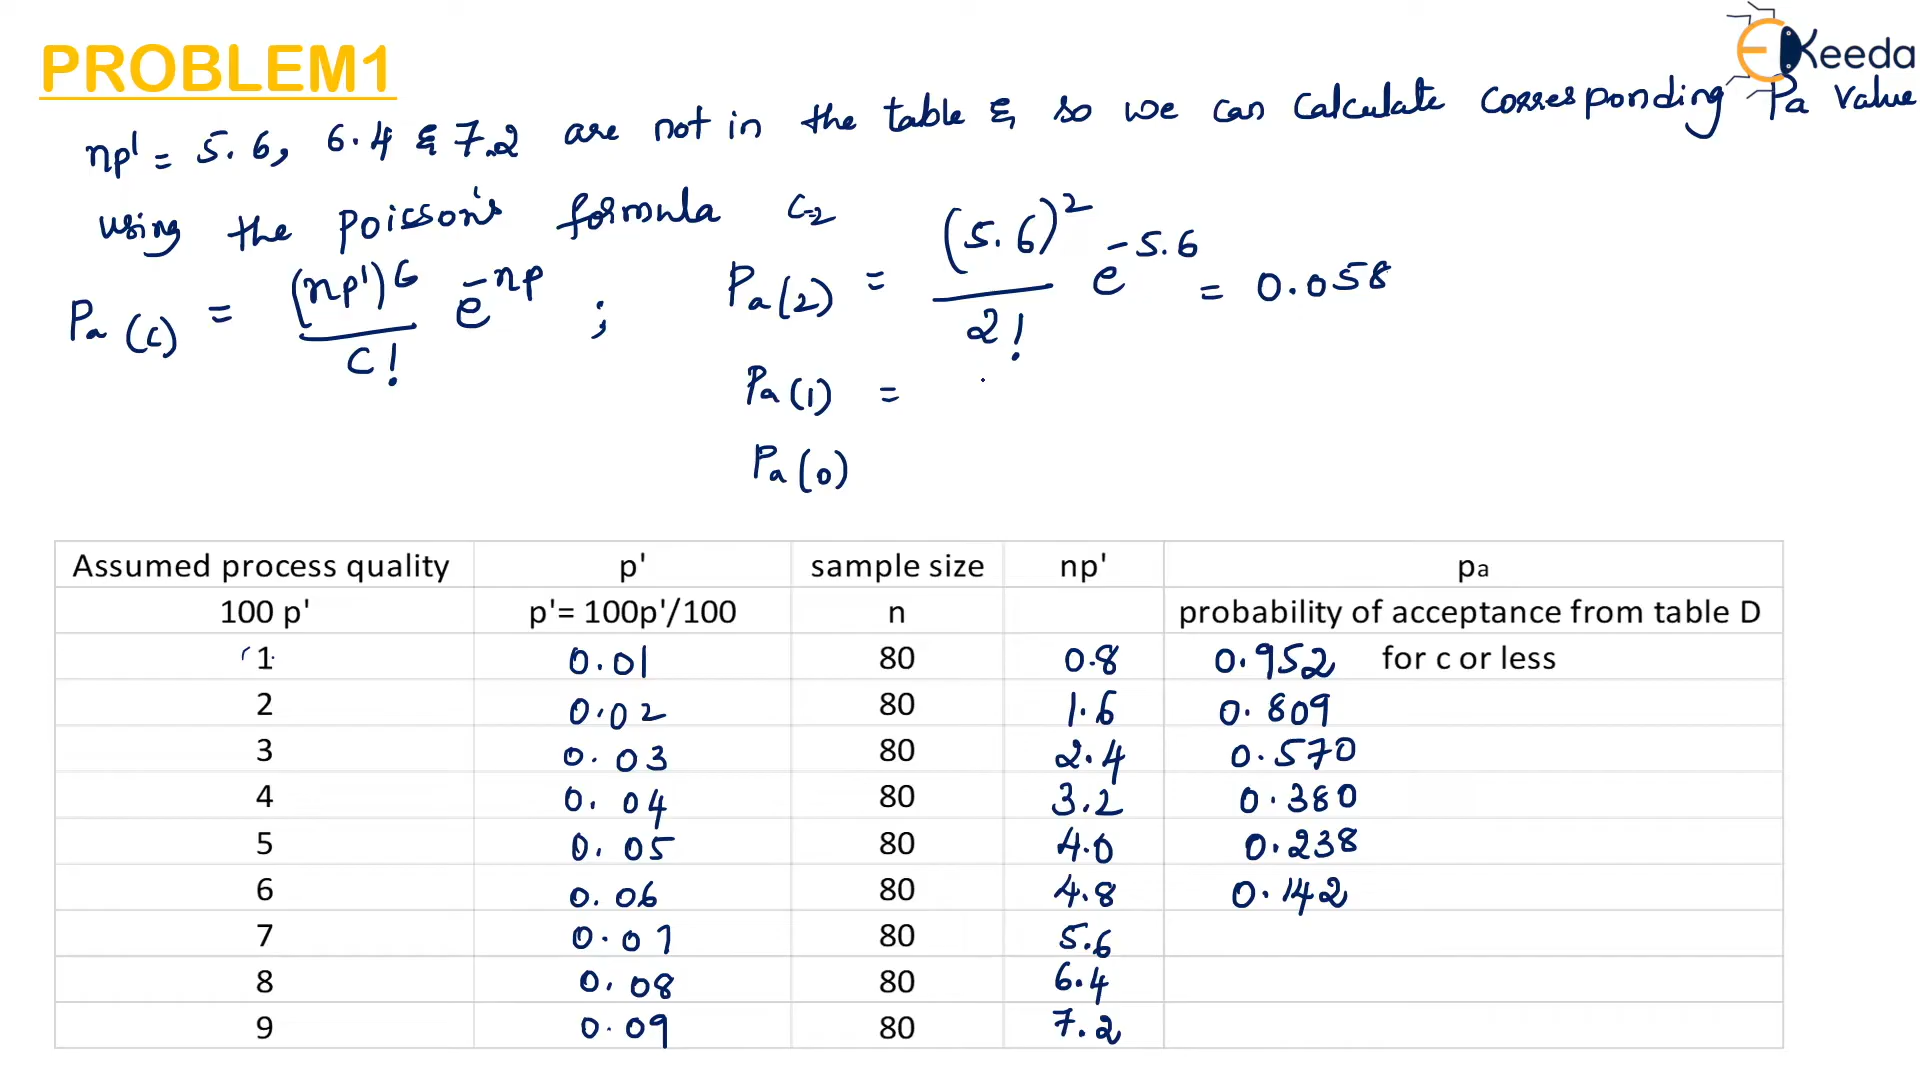 PROBLEM1
EKeeda
np' = 5.6, 6.4 & 7.2 are not in the table & so we can calculate corresponding Pa value
using the poisson's formula c=2
Pa (c) = (np')^c / c! e^-np ; Pa (2) = (5.6)^2 / 2! e^-5.6 = 0.058
Pa (1) =
Pa (0)
Assumed process quality p' sample size np' pa
100 p' p'= 100p'/100 n probability of acceptance from table D
1 0.01 80 0.8 0.952 for c or less
2 0.02 80 1.6 0.809
3 0.03 80 2.4 0.570
4 0.04 80 3.2 0.380
5 0.05 80 4.0 0.238
6 0.06 80 4.8 0.142
7 0.07 80 5.6
8 0.08 80 6.4
9 0.09 80 7.2